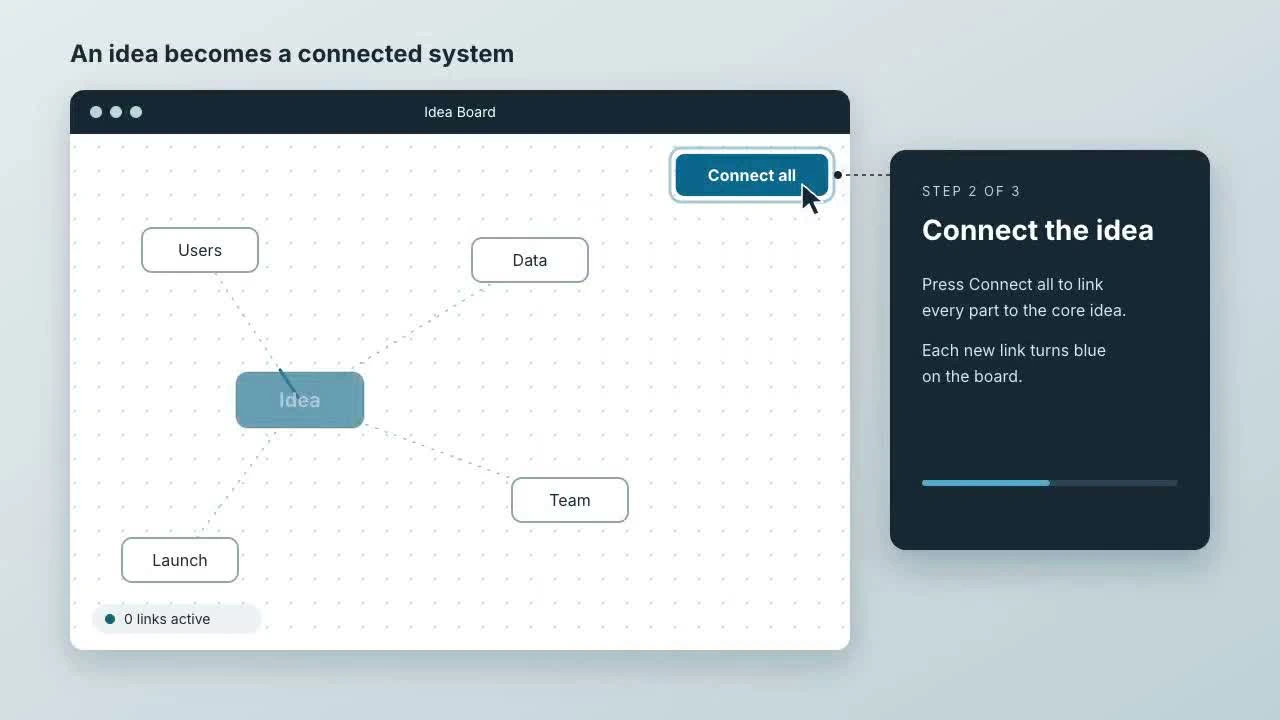 An idea becomes a connected system
Idea Board
Connect all
Users
Data
Idea
Team
Launch
0 links active
STEP 2 OF 3
Connect the idea
Press Connect all to link
every part to the core idea.
Each new link turns blue
on the board.